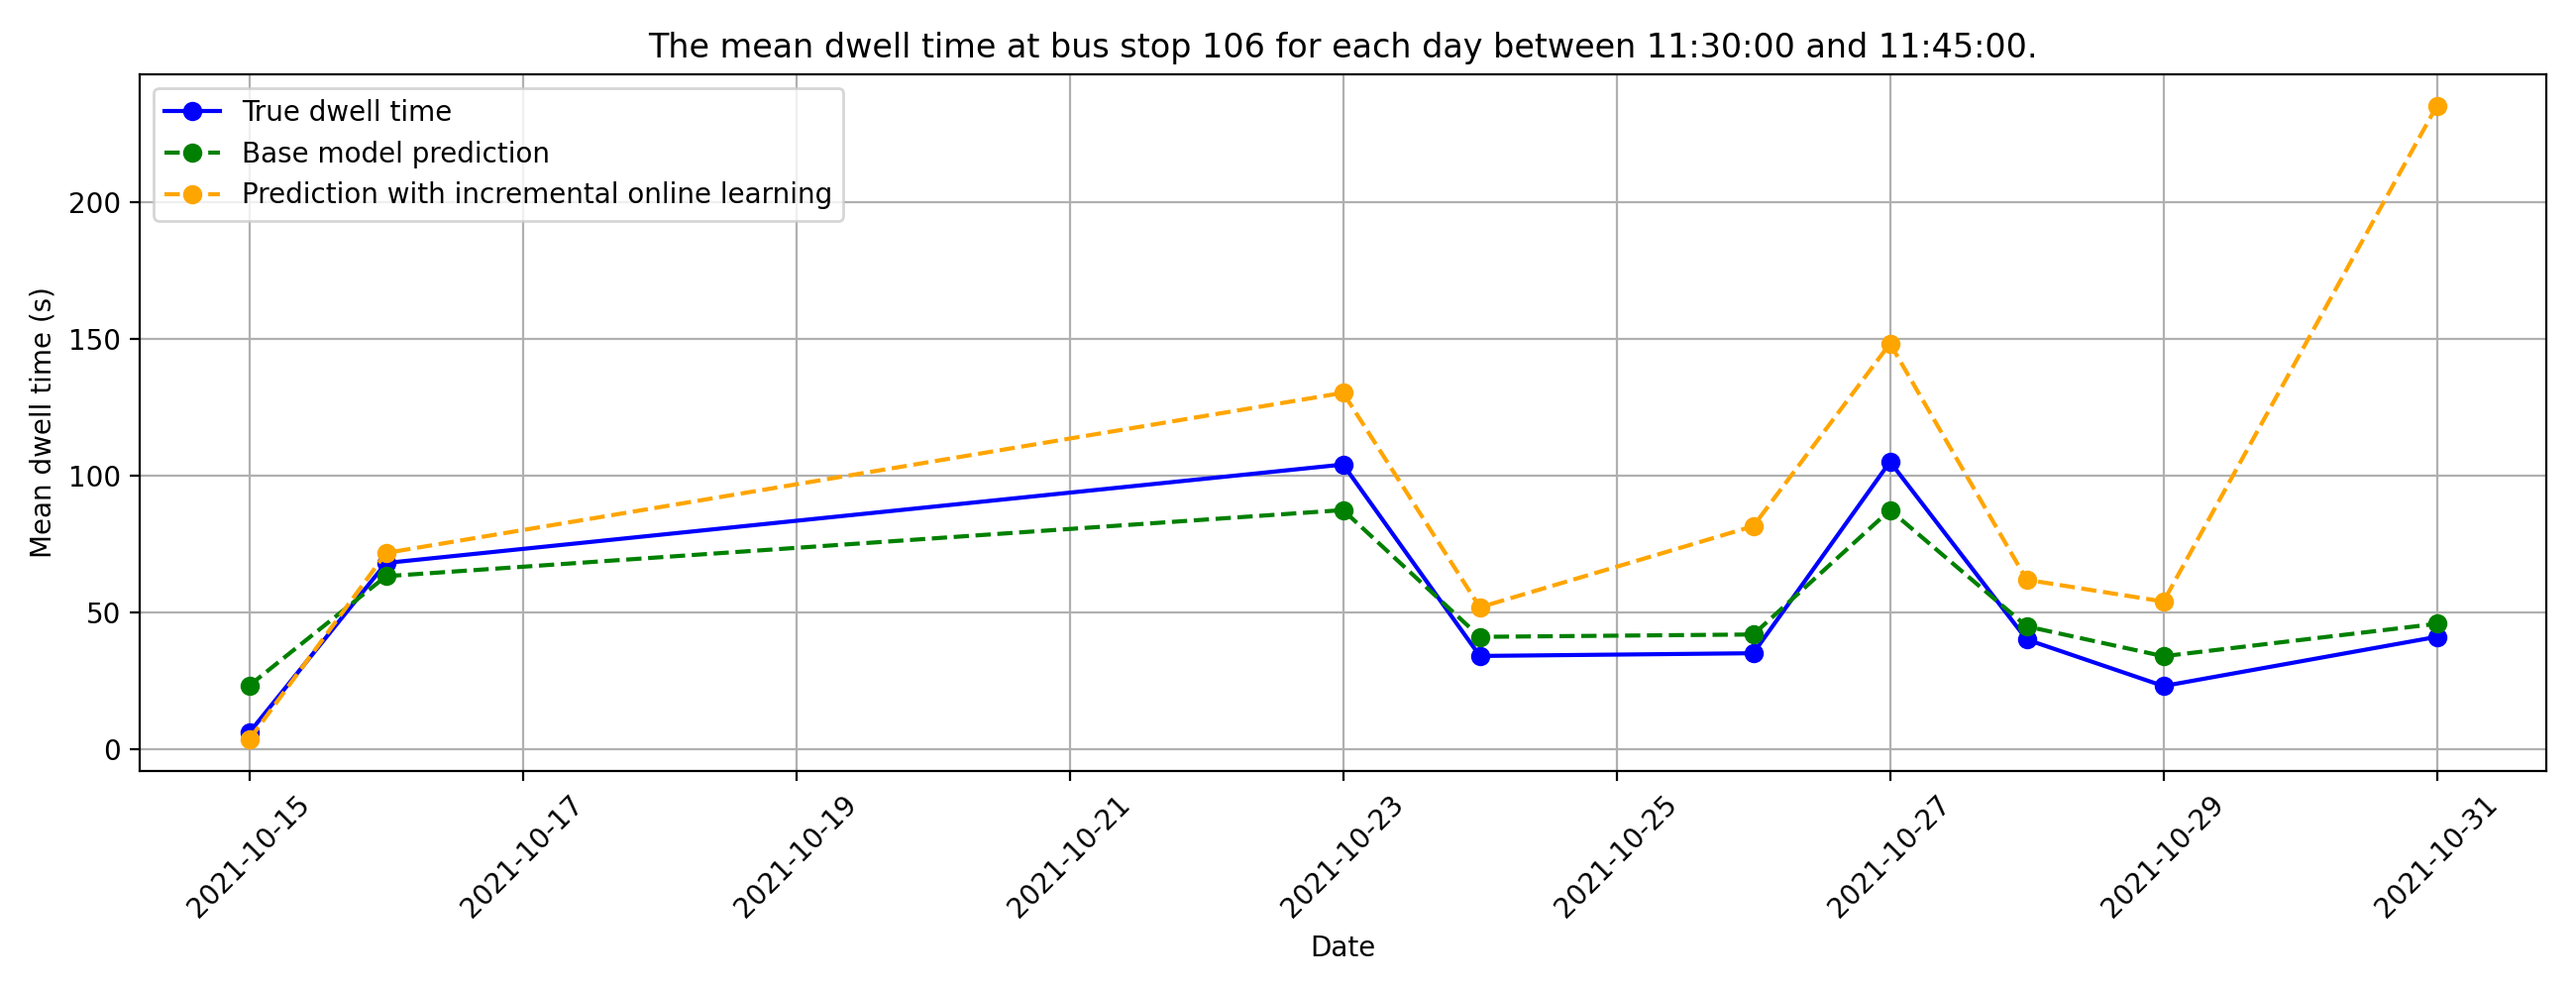 The mean dwell time at bus stop 106 for each day between 11:30:00 and 11:45:00.
True dwell time
Base model prediction
Prediction with incremental online learning
Mean dwell time (s)
200
150
100
50
0
2021-10-15
2021-10-17
2021-10-19
2021-10-21
2021-10-23
2021-10-25
2021-10-27
2021-10-29
2021-10-31
Date